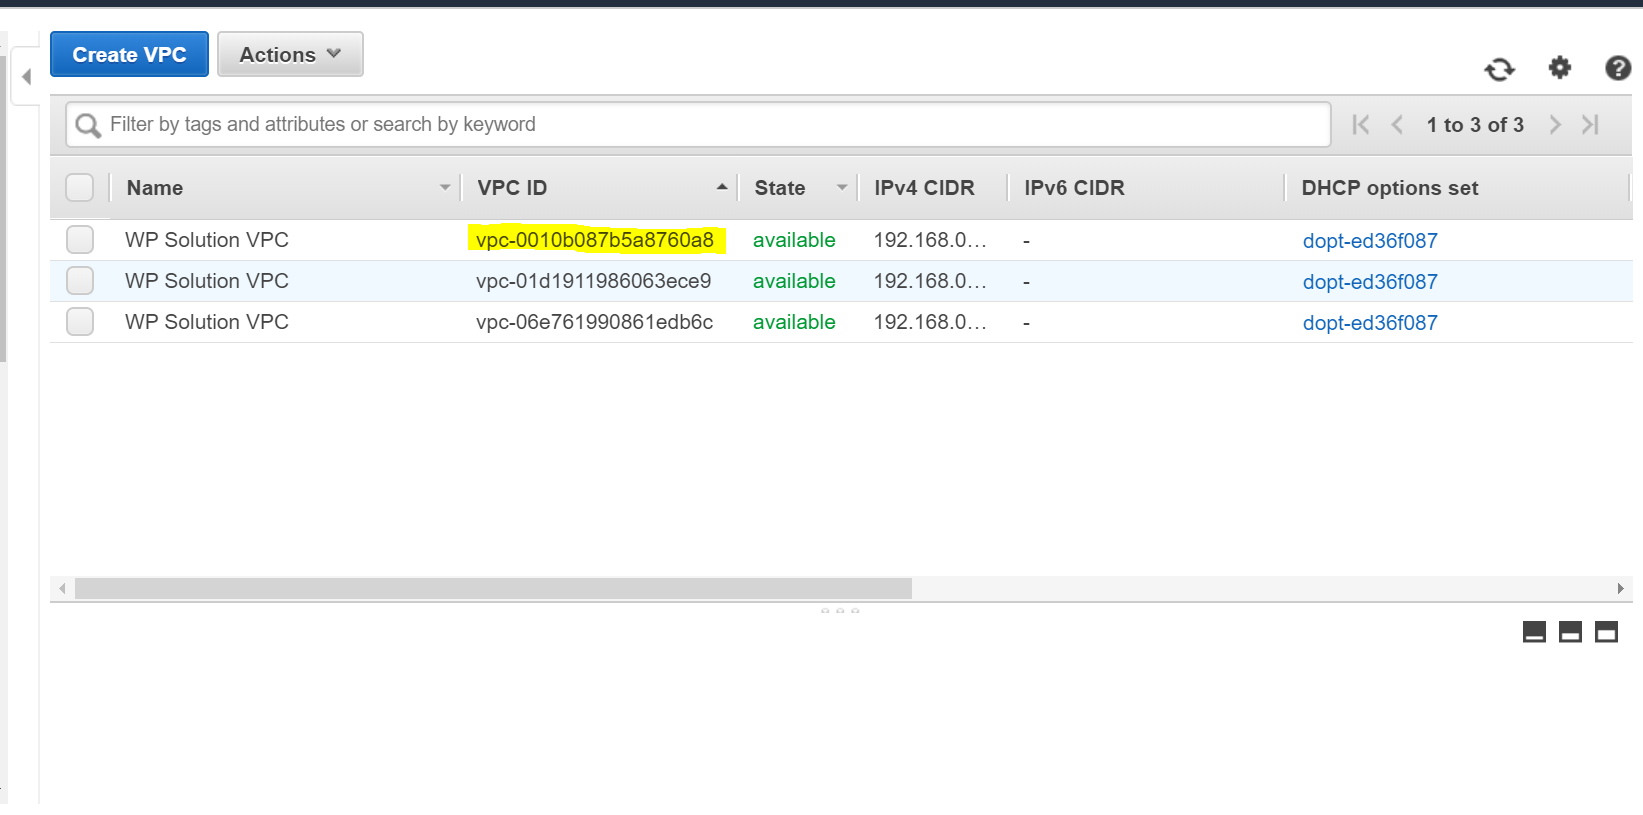 Create VPC Actions
Filter by tags and attributes or search by keyword 1 to 3 of 3
Name VPC ID State IPv4 CIDR IPv6 CIDR DHCP options set
WP Solution VPC vpc-0010b087b5a8760a8 available 192.168.0… - dopt-ed36f087
WP Solution VPC vpc-01d1911986063ece9 available 192.168.0… - dopt-ed36f087
WP Solution VPC vpc-06e761990861edb6c available 192.168.0… - dopt-ed36f087